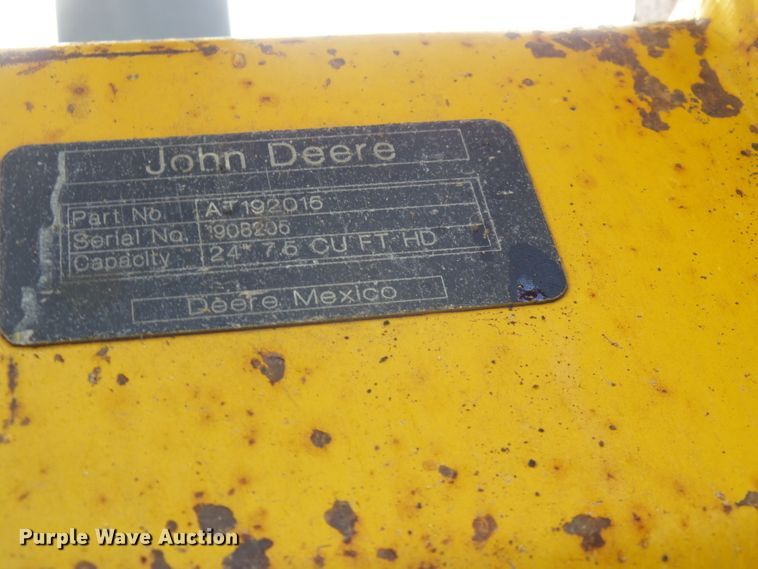 John Deere
Part No. AT192016
Serial No. 1908206
Capacity 24" 7.5 CU FT HD
Deere, Mexico
Purple Wave Auction